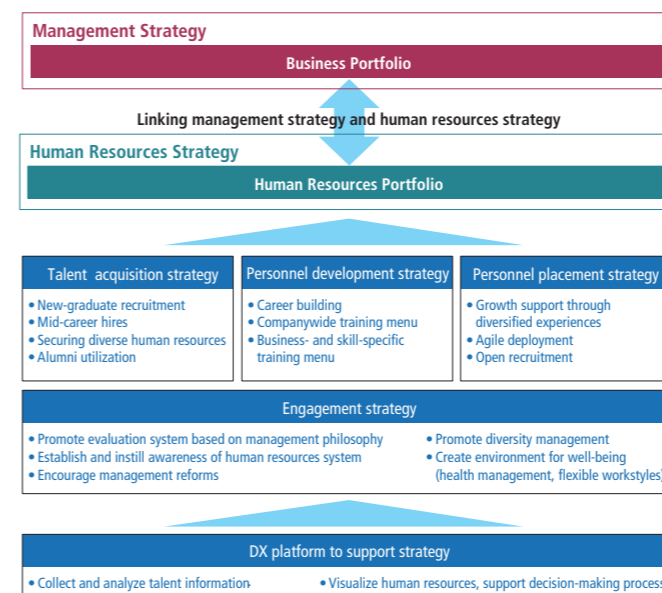 Management Strategy
Business Portfolio
Linking management strategy and human resources strategy
Human Resources Strategy
Human Resources Portfolio
Talent acquisition strategy
• New-graduate recruitment
• Mid-career hires
• Securing diverse human resources
• Alumni utilization
Personnel development strategy
• Career building
• Companywide training menu
• Business- and skill-specific
training menu
Personnel placement strategy
• Growth support through
diversified experiences
• Agile deployment
• Open recruitment
Engagement strategy
• Promote evaluation system based on management philosophy
• Establish and instill awareness of human resources system
• Encourage management reforms
• Promote diversity management
• Create environment for well-being
(health management, flexible workstyles)
DX platform to support strategy
• Collect and analyze talent information
• Visualize human resources, support decision-making process